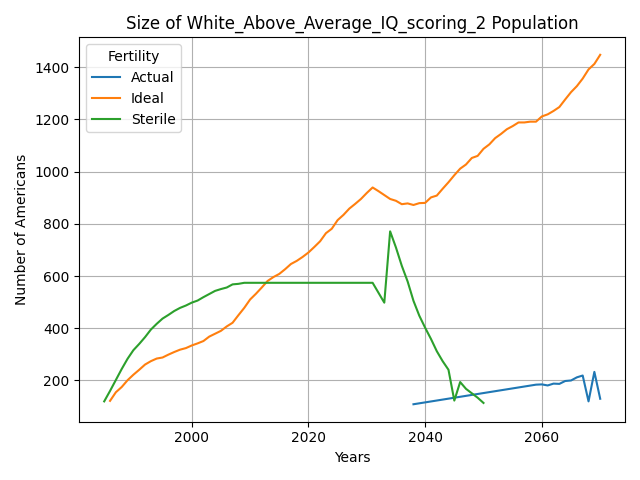 Size of White_Above_Average_IQ_scoring_2 Population
Fertility
Actual
Ideal
Sterile
Number of Americans
1400
1200
1000
800
600
400
200
2000
2020
2040
2060
Years